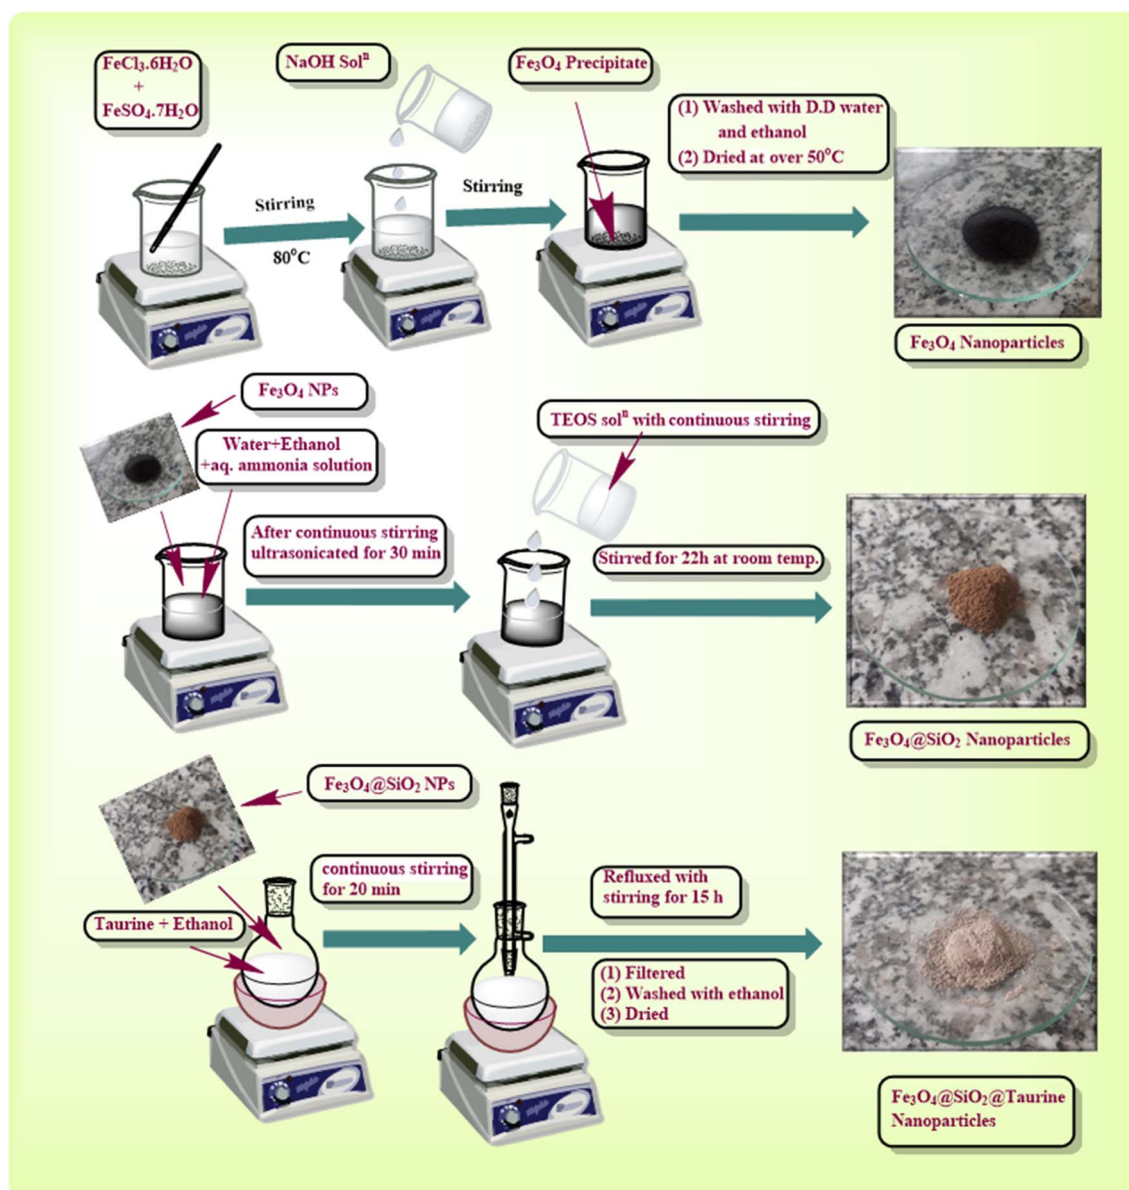 FeCl₃.6H₂O
+
FeSO₄.7H₂O
NaOH Solⁿ
Fe₃O₄ Precipitate
(1) Washed with D.D water
and ethanol
(2) Dried at over 50°C
Stirring
80°C
Stirring
Fe₃O₄ Nanoparticles
Fe₃O₄ NPs
Water+Ethanol
+aq. ammonia solution
TEOS solⁿ with continuous stirring
After continuous stirring
ultrasonicated for 30 min
Stirred for 22h at room temp.
Fe₃O₄@SiO₂ Nanoparticles
Fe₃O₄@SiO₂ NPs
continuous stirring
for 20 min
Refluxed with
stirring for 15 h
Taurine + Ethanol
(1) Filtered
(2) Washed with ethanol
(3) Dried
Fe₃O₄@SiO₂@Taurine
Nanoparticles